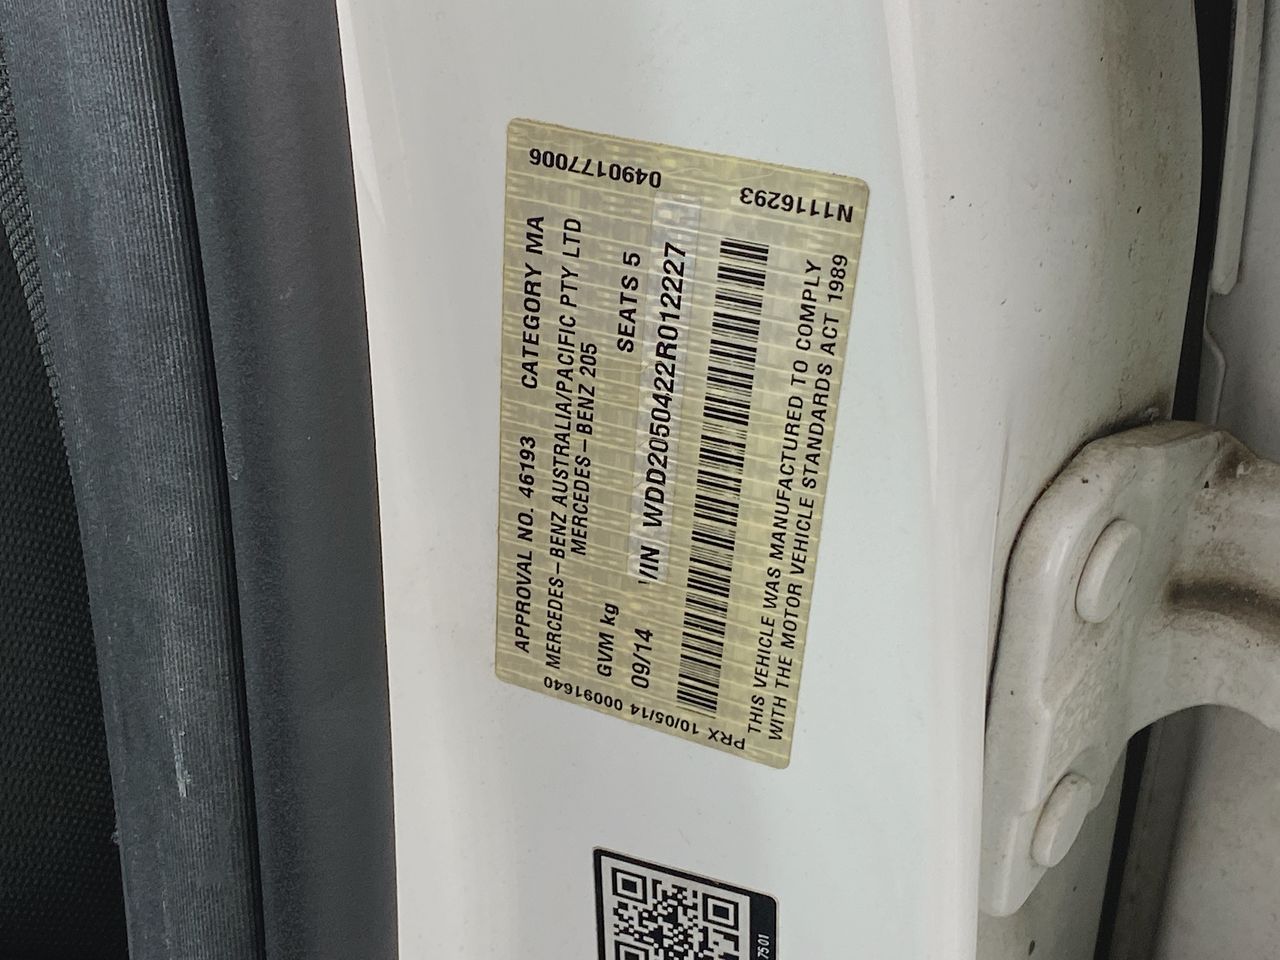 APPROVAL NO. 46193 CATEGORY MA
MERCEDES-BENZ AUSTRALIA/PACIFIC PTY LTD
MERCEDES-BENZ 205
GVM kg SEATS 5
09/14 VIN WDD2050422R012227
THIS VEHICLE WAS MANUFACTURED TO COMPLY
WITH THE MOTOR VEHICLE STANDARDS ACT 1989
PRX 10/05/14 00091640
0490177006
N1116293
7501